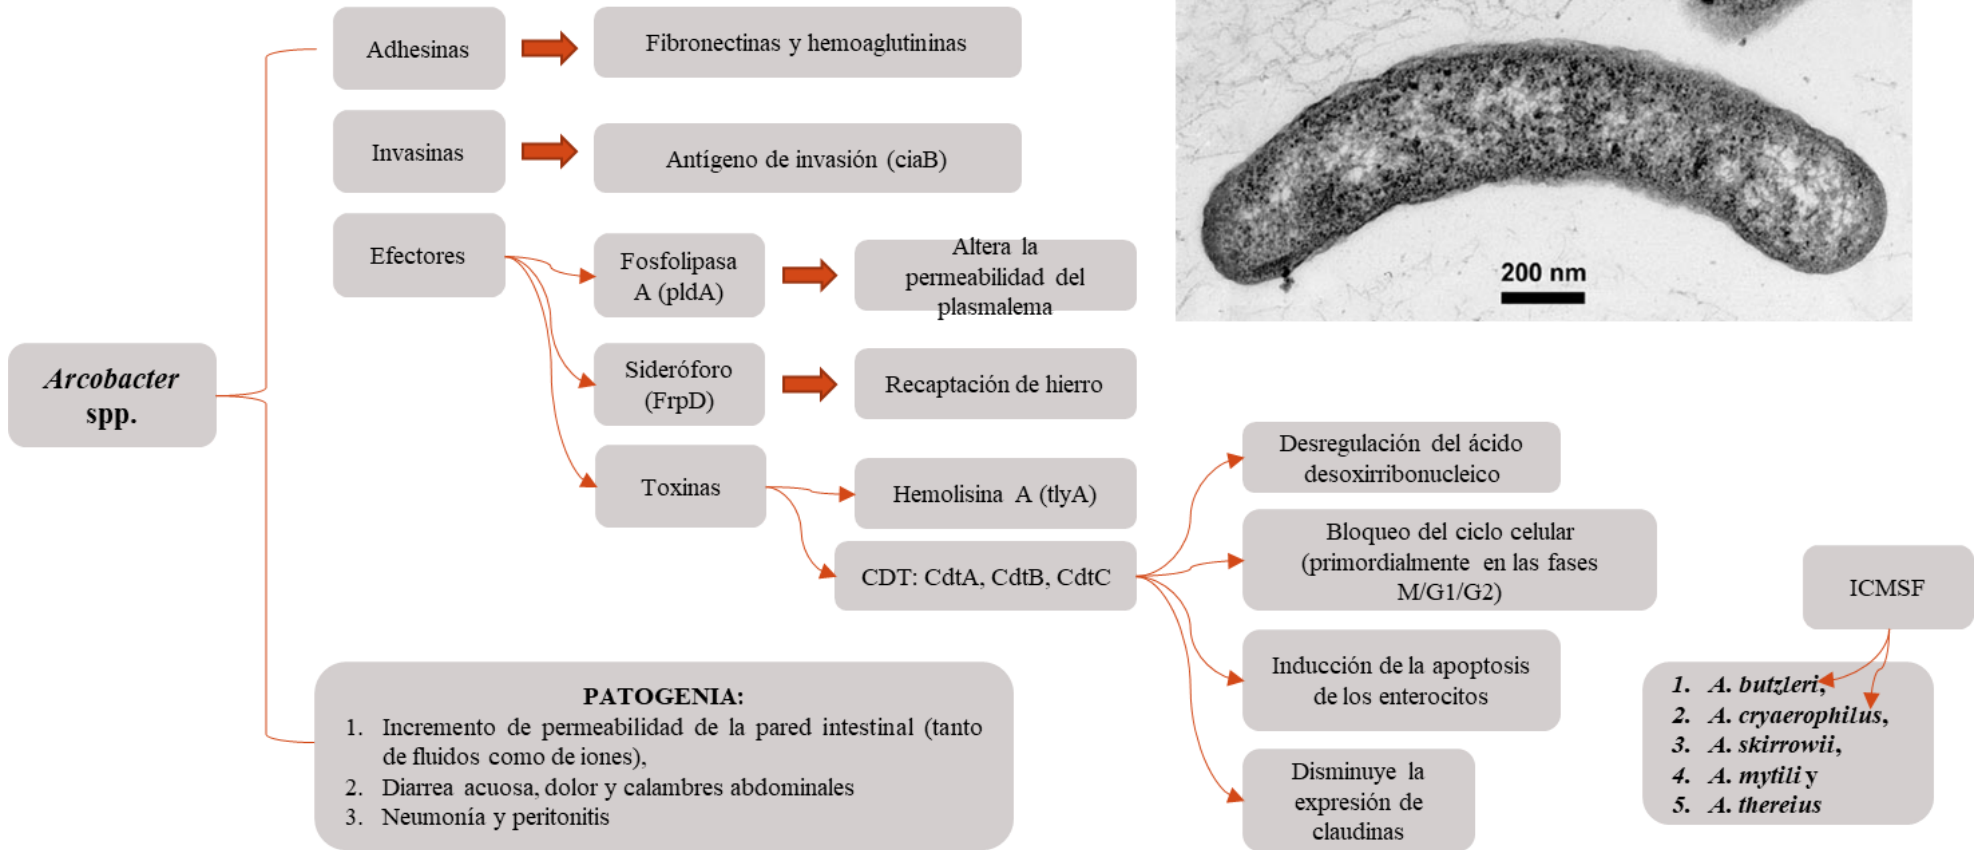 Adhesinas
Fibronectinas y hemoaglutininas
Invasinas
Antígeno de invasión (ciaB)
Efectores
Fosfolipasa
A (pldA)
Altera la
permeabilidad del
plasmalema
200 nm
Arcobacter
spp.
Sideróforo
(FrpD)
Recaptación de hierro
Toxinas
Hemolisina A (tlyA)
CDT: CdtA, CdtB, CdtC
Desregulación del ácido
desoxirribonucleico
Bloqueo del ciclo celular
(primordialmente en las fases
M/G1/G2)
Inducción de la apoptosis
de los enterocitos
Disminuye la
expresión de
claudinas
ICMSF
1. A. butzleri,
2. A. cryaerophilus,
3. A. skirrowii,
4. A. mytili y
5. A. thereius
PATOGENIA:
1. Incremento de permeabilidad de la pared intestinal (tanto
de fluidos como de iones),
2. Diarrea acuosa, dolor y calambres abdominales
3. Neumonía y peritonitis